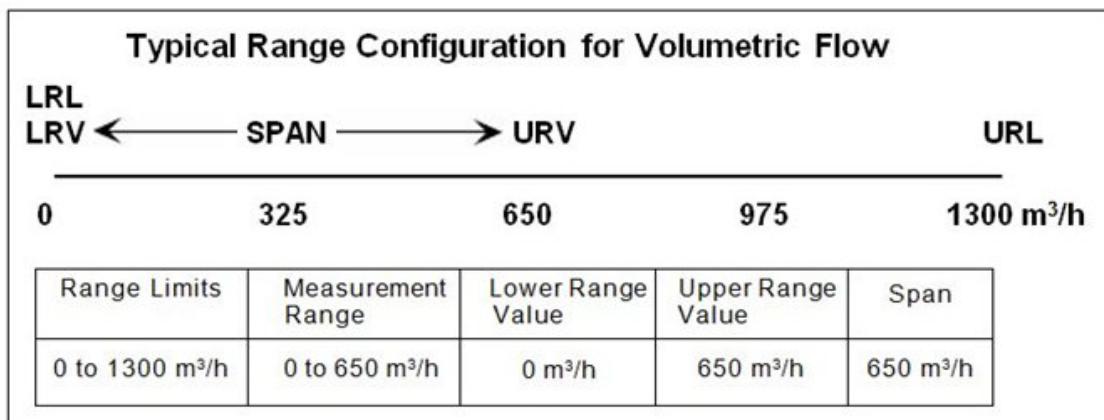 Typical Range Configuration for Volumetric Flow
LRL
LRV SPAN URV URL
0 325 650 975 1300 m³/h
Range Limits Measurement Range Lower Range Value Upper Range Value Span
0 to 1300 m³/h 0 to 650 m³/h 0 m³/h 650 m³/h 650 m³/h